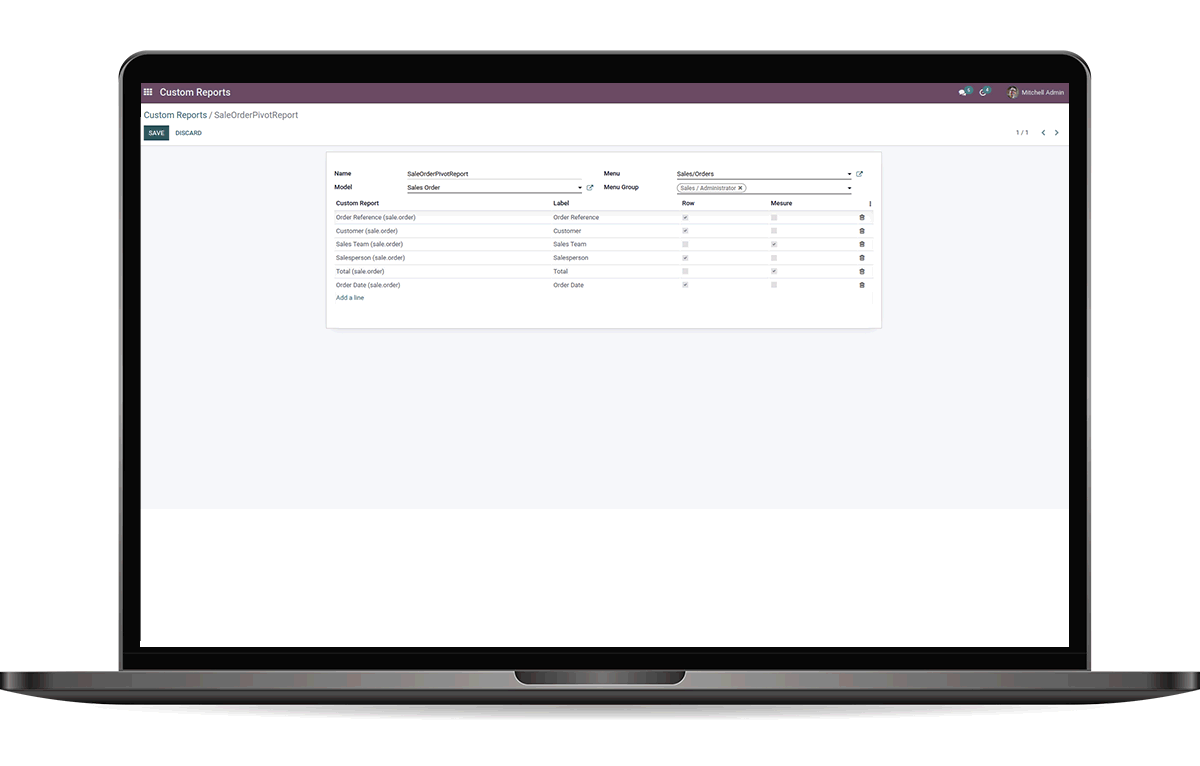 Custom Reports 5 4 Mitchell Admin
Custom Reports / SaleOrderPivotReport
SAVE DISCARD 1 / 1
Name SaleOrderPivotReport Menu Sales/Orders
Model Sales Order Menu Group Sales / Administrator ×
Custom Report Label Row Mesure
Order Reference (sale.order) Order Reference
Customer (sale.order) Customer
Sales Team (sale.order) Sales Team
Salesperson (sale.order) Salesperson
Total (sale.order) Total
Order Date (sale.order) Order Date
Add a line